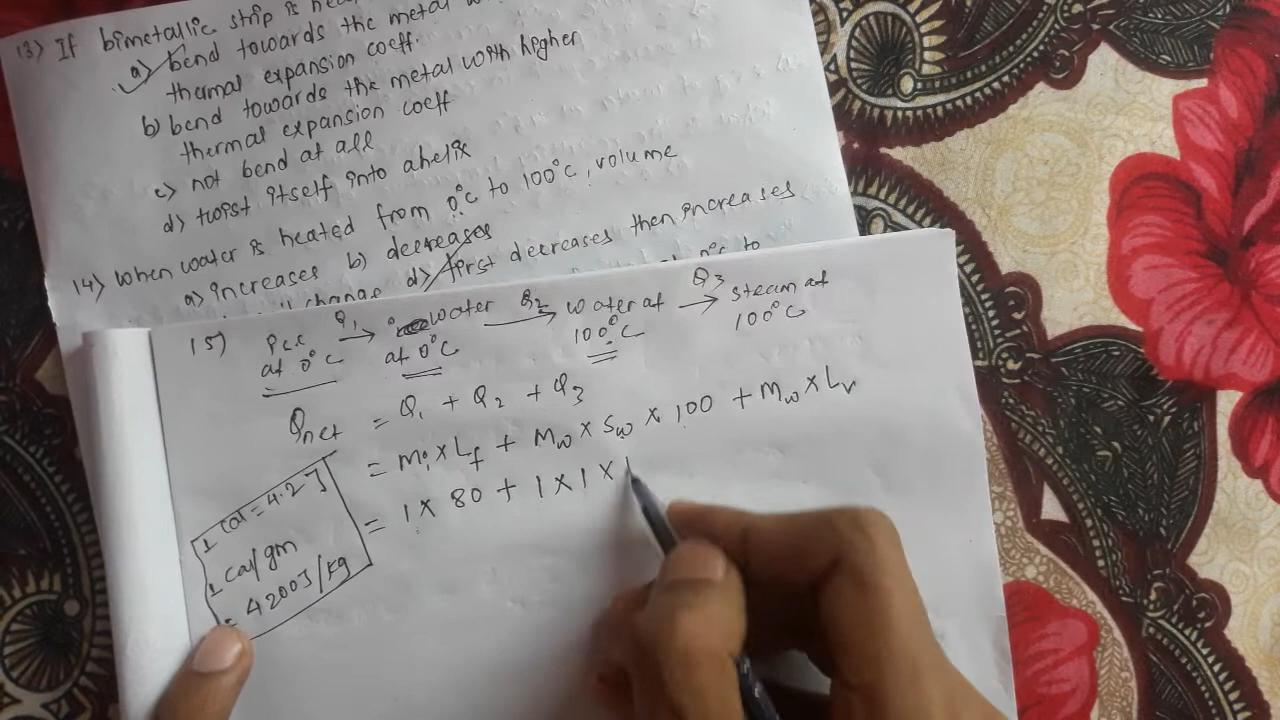 13) If bimetallic strip is
a) bend towards the metal
thermal expansion coeff.
b) bend towards the metal with higher
thermal expansion coeff
c) not bend at all
d) twist itself into a helix
14) When water is heated from 0°C to 100°C, volume
a) increases b) decreases
change d) first decreases then increases
15) ice at 0°C Q₁ → water at 0°C Q₂ → water at 100°C Q₃ → steam at 100°C
Qnet = Q₁ + Q₂ + Q₃
= mi × Lf + Mw × Sw × 100 + Mw × Lv
= 1 × 80 + 1 × 1 × 1
1 Cal = 4.2 J
1 cal/gm
= 4200 J/kg